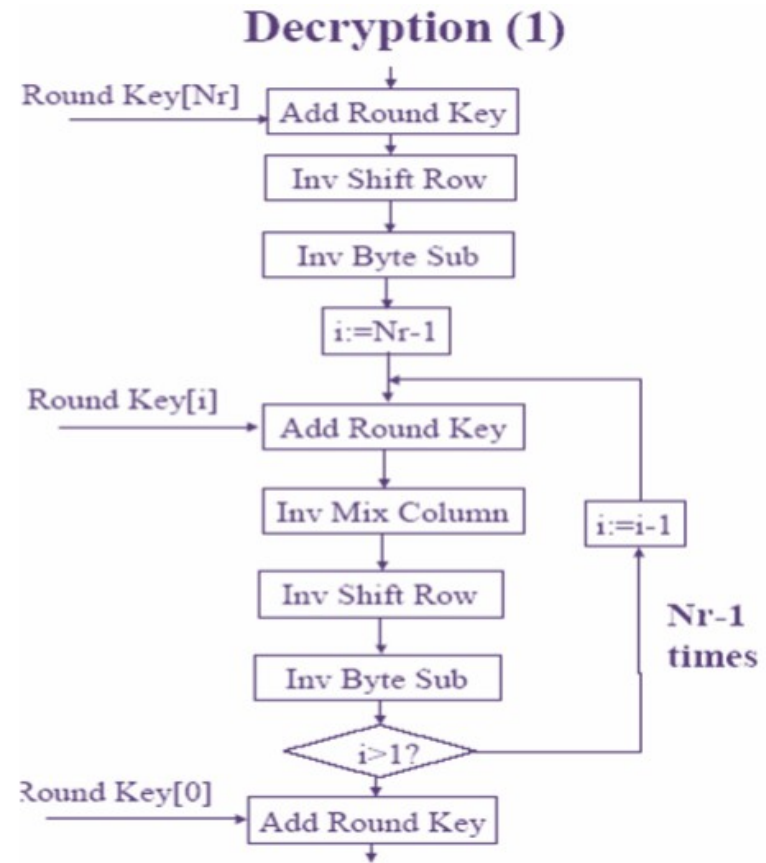 Decryption (1)
Round Key[Nr]
Add Round Key
Inv Shift Row
Inv Byte Sub
i:=Nr-1
Round Key[i]
Add Round Key
Inv Mix Column
i:=i-1
Inv Shift Row
Nr-1
times
Inv Byte Sub
i>1?
Round Key[0]
Add Round Key